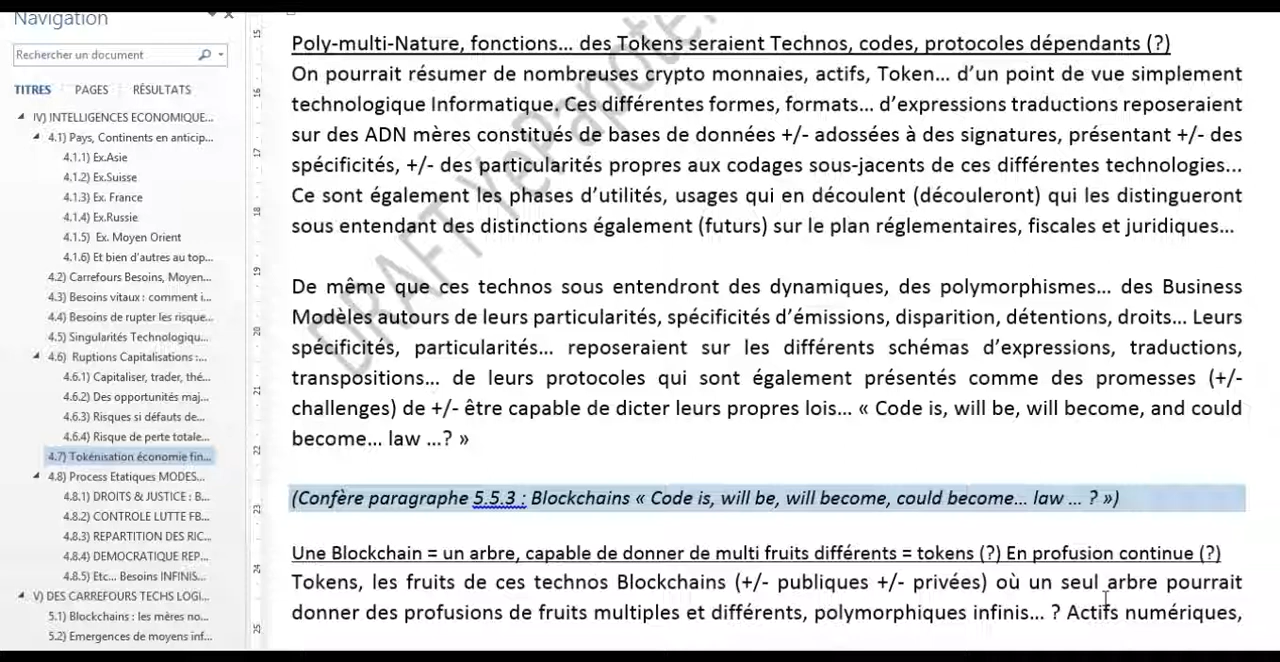 Navigation
Rechercher un document
TITRES PAGES RÉSULTATS
IV) INTELLIGENCES ECONOMIQUE...
4.1) Pays, Continents en anticip...
4.1.1) Ex.Asie
4.1.2) Ex.Suisse
4.1.3) Ex. France
4.1.4) Ex.Russie
4.1.5) Ex. Moyen Orient
4.1.6) Et bien d'autres au top...
4.2) Carrefours Besoins, Moyen...
4.3) Besoins vitaux : comment i...
4.4) Besoins de rupter les risque...
4.5) Singularités Technologiqu...
4.6) Ruptions Capitalisations :...
4.6.1) Capitaliser, trader, thé...
4.6.2) Des opportunités maj...
4.6.3) Risques si défauts de...
4.6.4) Risque de perte totale...
4.7) Tokénisation économie fin...
4.8) Process Etatiques MODES...
4.8.1) DROITS & JUSTICE : B...
4.8.2) CONTROLE LUTTE FB...
4.8.3) REPARTITION DES RIC...
4.8.4) DEMOCRATIQUE REP...
4.8.5) Etc... Besoins INFINIS...
V) DES CARREFOURS TECHS LOGI...
5.1) Blockchains : les mères no...
5.2) Emergences de moyens inf...
15
16
17
18
19
20
21
22
23
24
25
Poly-multi-Nature, fonctions... des Tokens seraient Technos, codes, protocoles dépendants (?)
On pourrait résumer de nombreuses crypto monnaies, actifs, Token... d'un point de vue simplement
technologique Informatique. Ces différentes formes, formats... d'expressions traductions reposeraient
sur des ADN mères constitués de bases de données +/- adossées à des signatures, présentant +/- des
spécificités, +/- des particularités propres aux codages sous-jacents de ces différentes technologies...
Ce sont également les phases d'utilités, usages qui en découlent (découleront) qui les distingueront
sous entendant des distinctions également (futurs) sur le plan réglementaires, fiscales et juridiques...
De même que ces technos sous entendront des dynamiques, des polymorphismes... des Business
Modèles autours de leurs particularités, spécificités d'émissions, disparition, détentions, droits... Leurs
spécificités, particularités... reposeraient sur les différents schémas d'expressions, traductions,
transpositions... de leurs protocoles qui sont également présentés comme des promesses (+/-
challenges) de +/- être capable de dicter leurs propres lois... « Code is, will be, will become, and could
become... law ...? »
(Confère paragraphe 5.5.3 : Blockchains « Code is, will be, will become, could become... law ... ? »)
Une Blockchain = un arbre, capable de donner de multi fruits différents = tokens (?) En profusion continue (?)
Tokens, les fruits de ces technos Blockchains (+/- publiques +/- privées) où un seul arbre pourrait
donner des profusions de fruits multiples et différents, polymorphiques infinis... ? Actifs numériques,
DRAFT